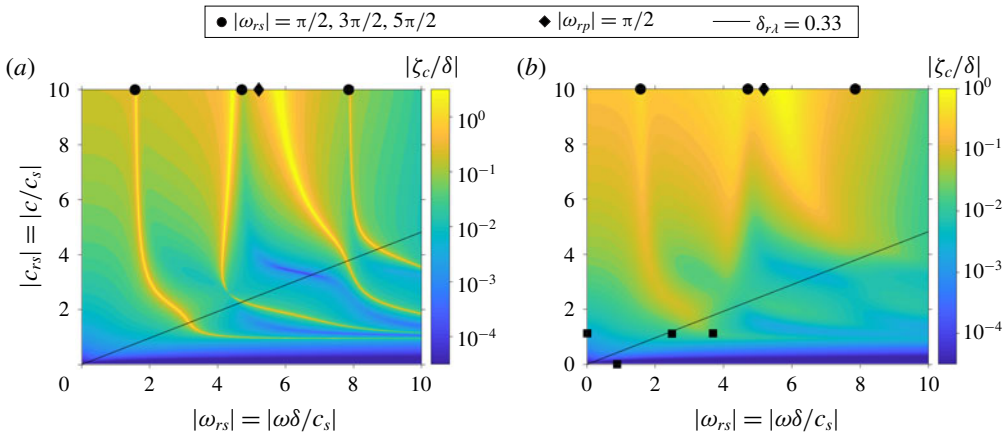 |ω_rs| = π/2, 3π/2, 5π/2 |ω_rp| = π/2 δ_rλ = 0.33
(a) |ζ_c/δ| (b) |ζ_c/δ|
10 8 6 4 2 0
|c_rs| = |c/c_s|
0 2 4 6 8 10
|ω_rs| = |ωδ/c_s|
10^0
10^-1
10^-2
10^-3
10^-4
10 8 6 4 2 0
0 2 4 6 8 10
|ω_rs| = |ωδ/c_s|
10^0
10^-1
10^-2
10^-3
10^-4